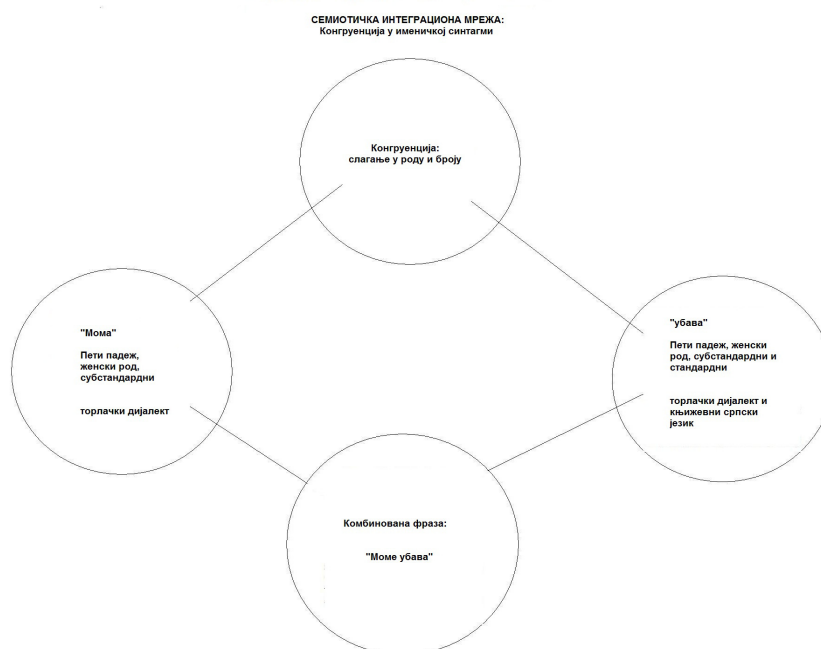 СЕМИОТИЧКА ИНТЕГРАЦИОНА МРЕЖА:
Конгруенција у именичкој синтагми
Конгруенција:
слагање у роду и броју
"Мома"
Пети падеж,
женски род,
субстандардни
торлачки дијалект
"убава"
Пети падеж, женски
род, субстандардни и
стандардни
торлачки дијалект и
књижевни српски
језик
Комбинована фраза:
"Моме убава"